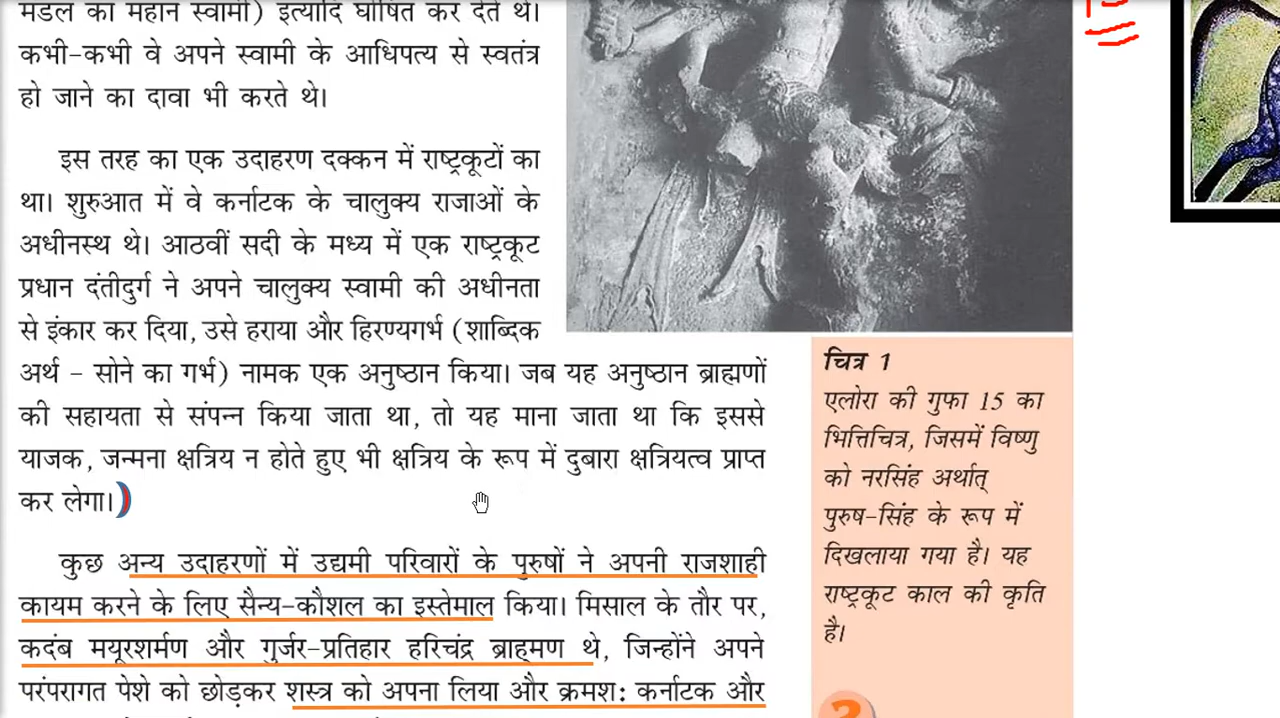 मंडल का महान स्वामी) इत्यादि घोषित कर देते थे।
कभी-कभी वे अपने स्वामी के आधिपत्य से स्वतंत्र
हो जाने का दावा भी करते थे।
इस तरह का एक उदाहरण दक्कन में राष्ट्रकूटों का
था। शुरुआत में वे कर्नाटक के चालुक्य राजाओं के
अधीनस्थ थे। आठवीं सदी के मध्य में एक राष्ट्रकूट
प्रधान दंतीदुर्ग ने अपने चालुक्य स्वामी की अधीनता
से इंकार कर दिया, उसे हराया और हिरण्यगर्भ (शाब्दिक
अर्थ – सोने का गर्भ) नामक एक अनुष्ठान किया। जब यह अनुष्ठान ब्राह्मणों
की सहायता से संपन्न किया जाता था, तो यह माना जाता था कि इससे
याजक, जन्मना क्षत्रिय न होते हुए भी क्षत्रिय के रूप में दुबारा क्षत्रियत्व प्राप्त
कर लेगा।)
कुछ अन्य उदाहरणों में उद्यमी परिवारों के पुरुषों ने अपनी राजशाही
कायम करने के लिए सैन्य-कौशल का इस्तेमाल किया। मिसाल के तौर पर,
कदंब मयूरशर्मण और गुर्जर-प्रतिहार हरिचंद्र ब्राह्मण थे, जिन्होंने अपने
परंपरागत पेशे को छोड़कर शस्त्र को अपना लिया और क्रमश: कर्नाटक और
चित्र 1
एलोरा की गुफा 15 का
भित्तिचित्र, जिसमें विष्णु
को नरसिंह अर्थात्
पुरुष-सिंह के रूप में
दिखलाया गया है। यह
राष्ट्रकूट काल की कृति
है।